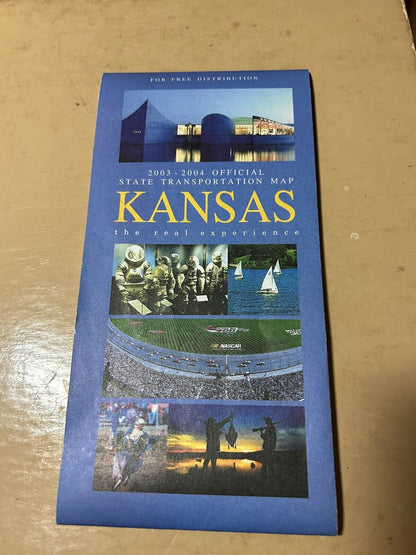 FOR FREE DISTRIBUTION
2003 - 2004 OFFICIAL
STATE TRANSPORTATION MAP
KANSAS
the real experience
NASCAR